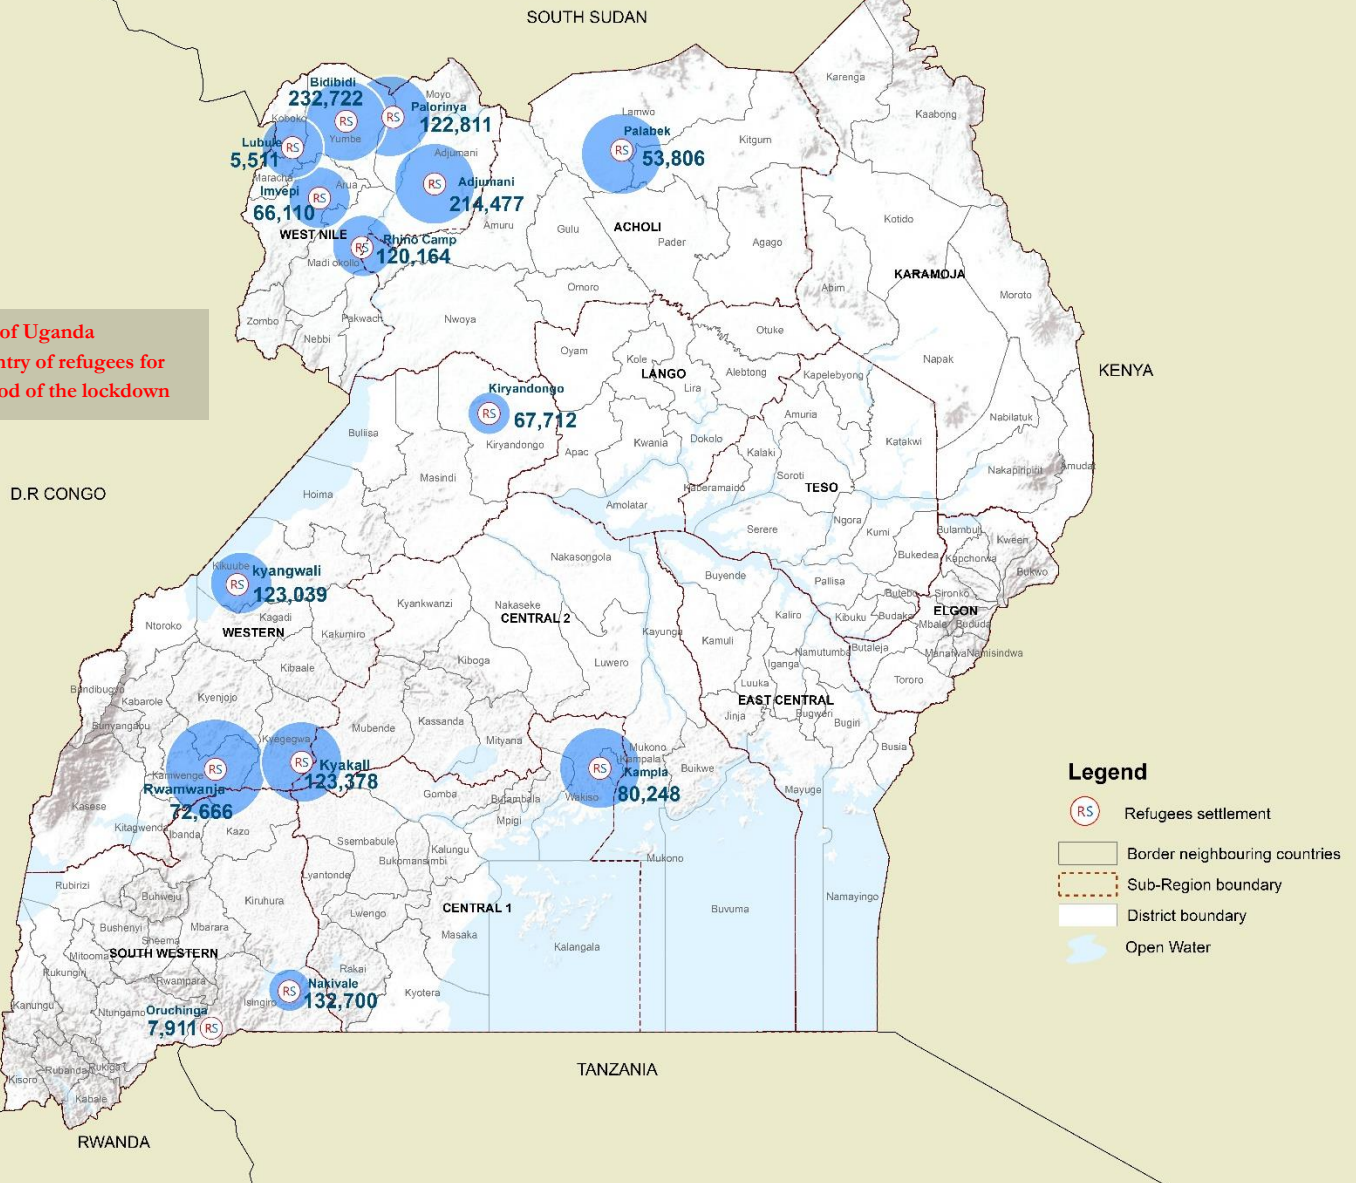 SOUTH SUDAN
Karenga
Kaabong
Bidibidi
232,722
Moyo
Palorinya
122,811
Koboko
Yumbe
Lubule
5,511
Lamwo
Palabek
53,806
Kitgum
Adjumani
Adjumani
214,477
Maracha
Imvepi
66,110
Arua
WEST NILE
Rhino Camp
120,164
Madi okollo
Amuru
Gulu
ACHOLI
Pader
Agago
Kotido
KARAMOJA
Abim
Moroto
Omoro
Zombo
Nebbi
Pakwach
Nwoya
of Uganda
ntry of refugees for
od of the lockdown
Oyam
Kole
LANGO
Lira
Otuke
Alebtong
Kapelebyong
Napak
KENYA
Kiryandongo
67,712
Kiryandongo
Buliisa
Masindi
Apac
Kwania
Dokolo
Amuria
Kalaki
Katakwi
Nabilatuk
Nakapiripirit
Amudat
D.R CONGO
Hoima
Kaberamaido
Soroti
TESO
Amolatar
Serere
Ngora
Kumi
Bukedea
Bulambuli
Kween
Kapchorwa
Bukwo
Nakasongola
Kikuube
kyangwali
123,039
Kagadi
WESTERN
Ntoroko
Kakumiro
Kibaale
Kyankwanzi
Nakaseke
CENTRAL 2
Kiboga
Luwero
Kayunga
Buyende
Kamuli
Kaliro
Pallisa
Kibuku
Butebo
Budaka
Sironko
ELGON
Mbale
Bududa
Manafwa
Namisindwa
Butaleja
Tororo
Namutumba
Iganga
Luuka
EAST CENTRAL
Jinja
Bugweri
Bugiri
Busia
Bundibugyo
Kabarole
Bunyangabu
Kyenjojo
Kyegegwa
Mubende
Kassanda
Mityana
Kamwenge
Rwamwanja
72,666
Kyakall
123,378
Mukono
Kampala
Kampla
80,248
Wakiso
Buikwe
Mayuge
Kasese
Kitagwenda
Ibanda
Kazo
Gomba
Butambala
Mpigi
Ssembabule
Kalungu
Bukomansimbi
Lyantonde
Mukono
Rubirizi
Buhweju
Kiruhura
Lwengo
CENTRAL 1
Masaka
Kalangala
Buvuma
Namayingo
Bushenyi
Sheema
Mbarara
Mitooma
SOUTH WESTERN
Rukungiri
Rwampara
Kanungu
Ntungamo
Oruchinga
7,911
Isingiro
Nakivale
132,700
Rakai
Kyotera
Kisoro
Rubanda
Rukiga
Kabale
RWANDA
TANZANIA
Legend
RS Refugees settlement
Border neighbouring countries
Sub-Region boundary
District boundary
Open Water